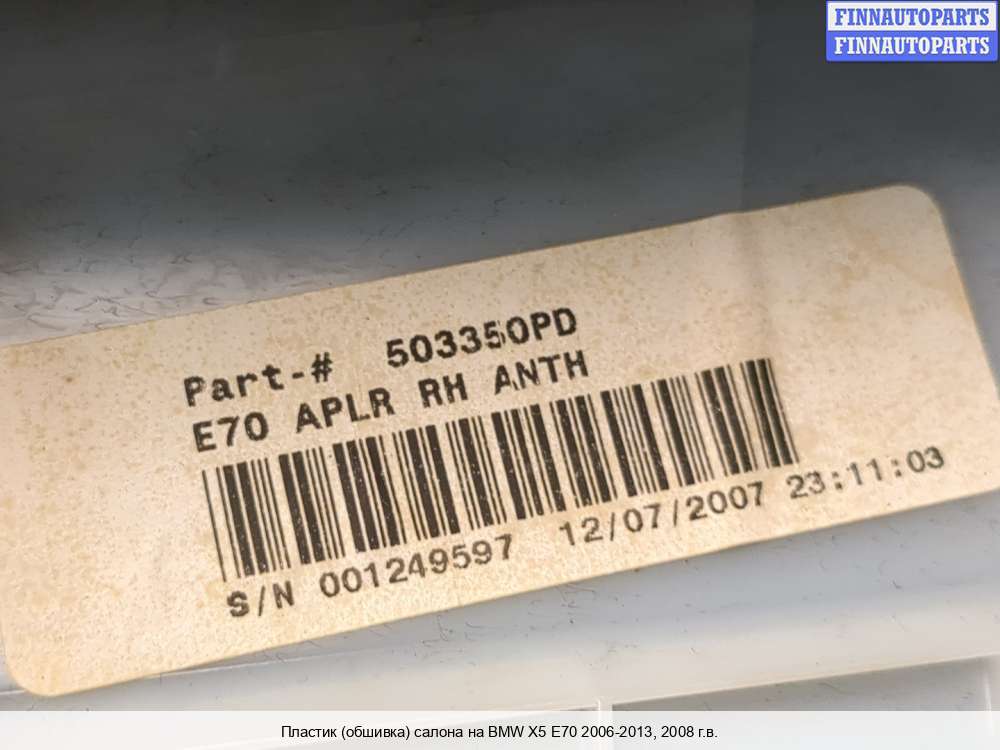 FINNAUTOPARTS
FINNAUTOPARTS
Part-# 503350PD
E70 APLR RH ANTH
S/N 001249597 12/07/2007 23:11:03
Пластик (обшивка) салона на BMW X5 E70 2006-2013, 2008 г.в.